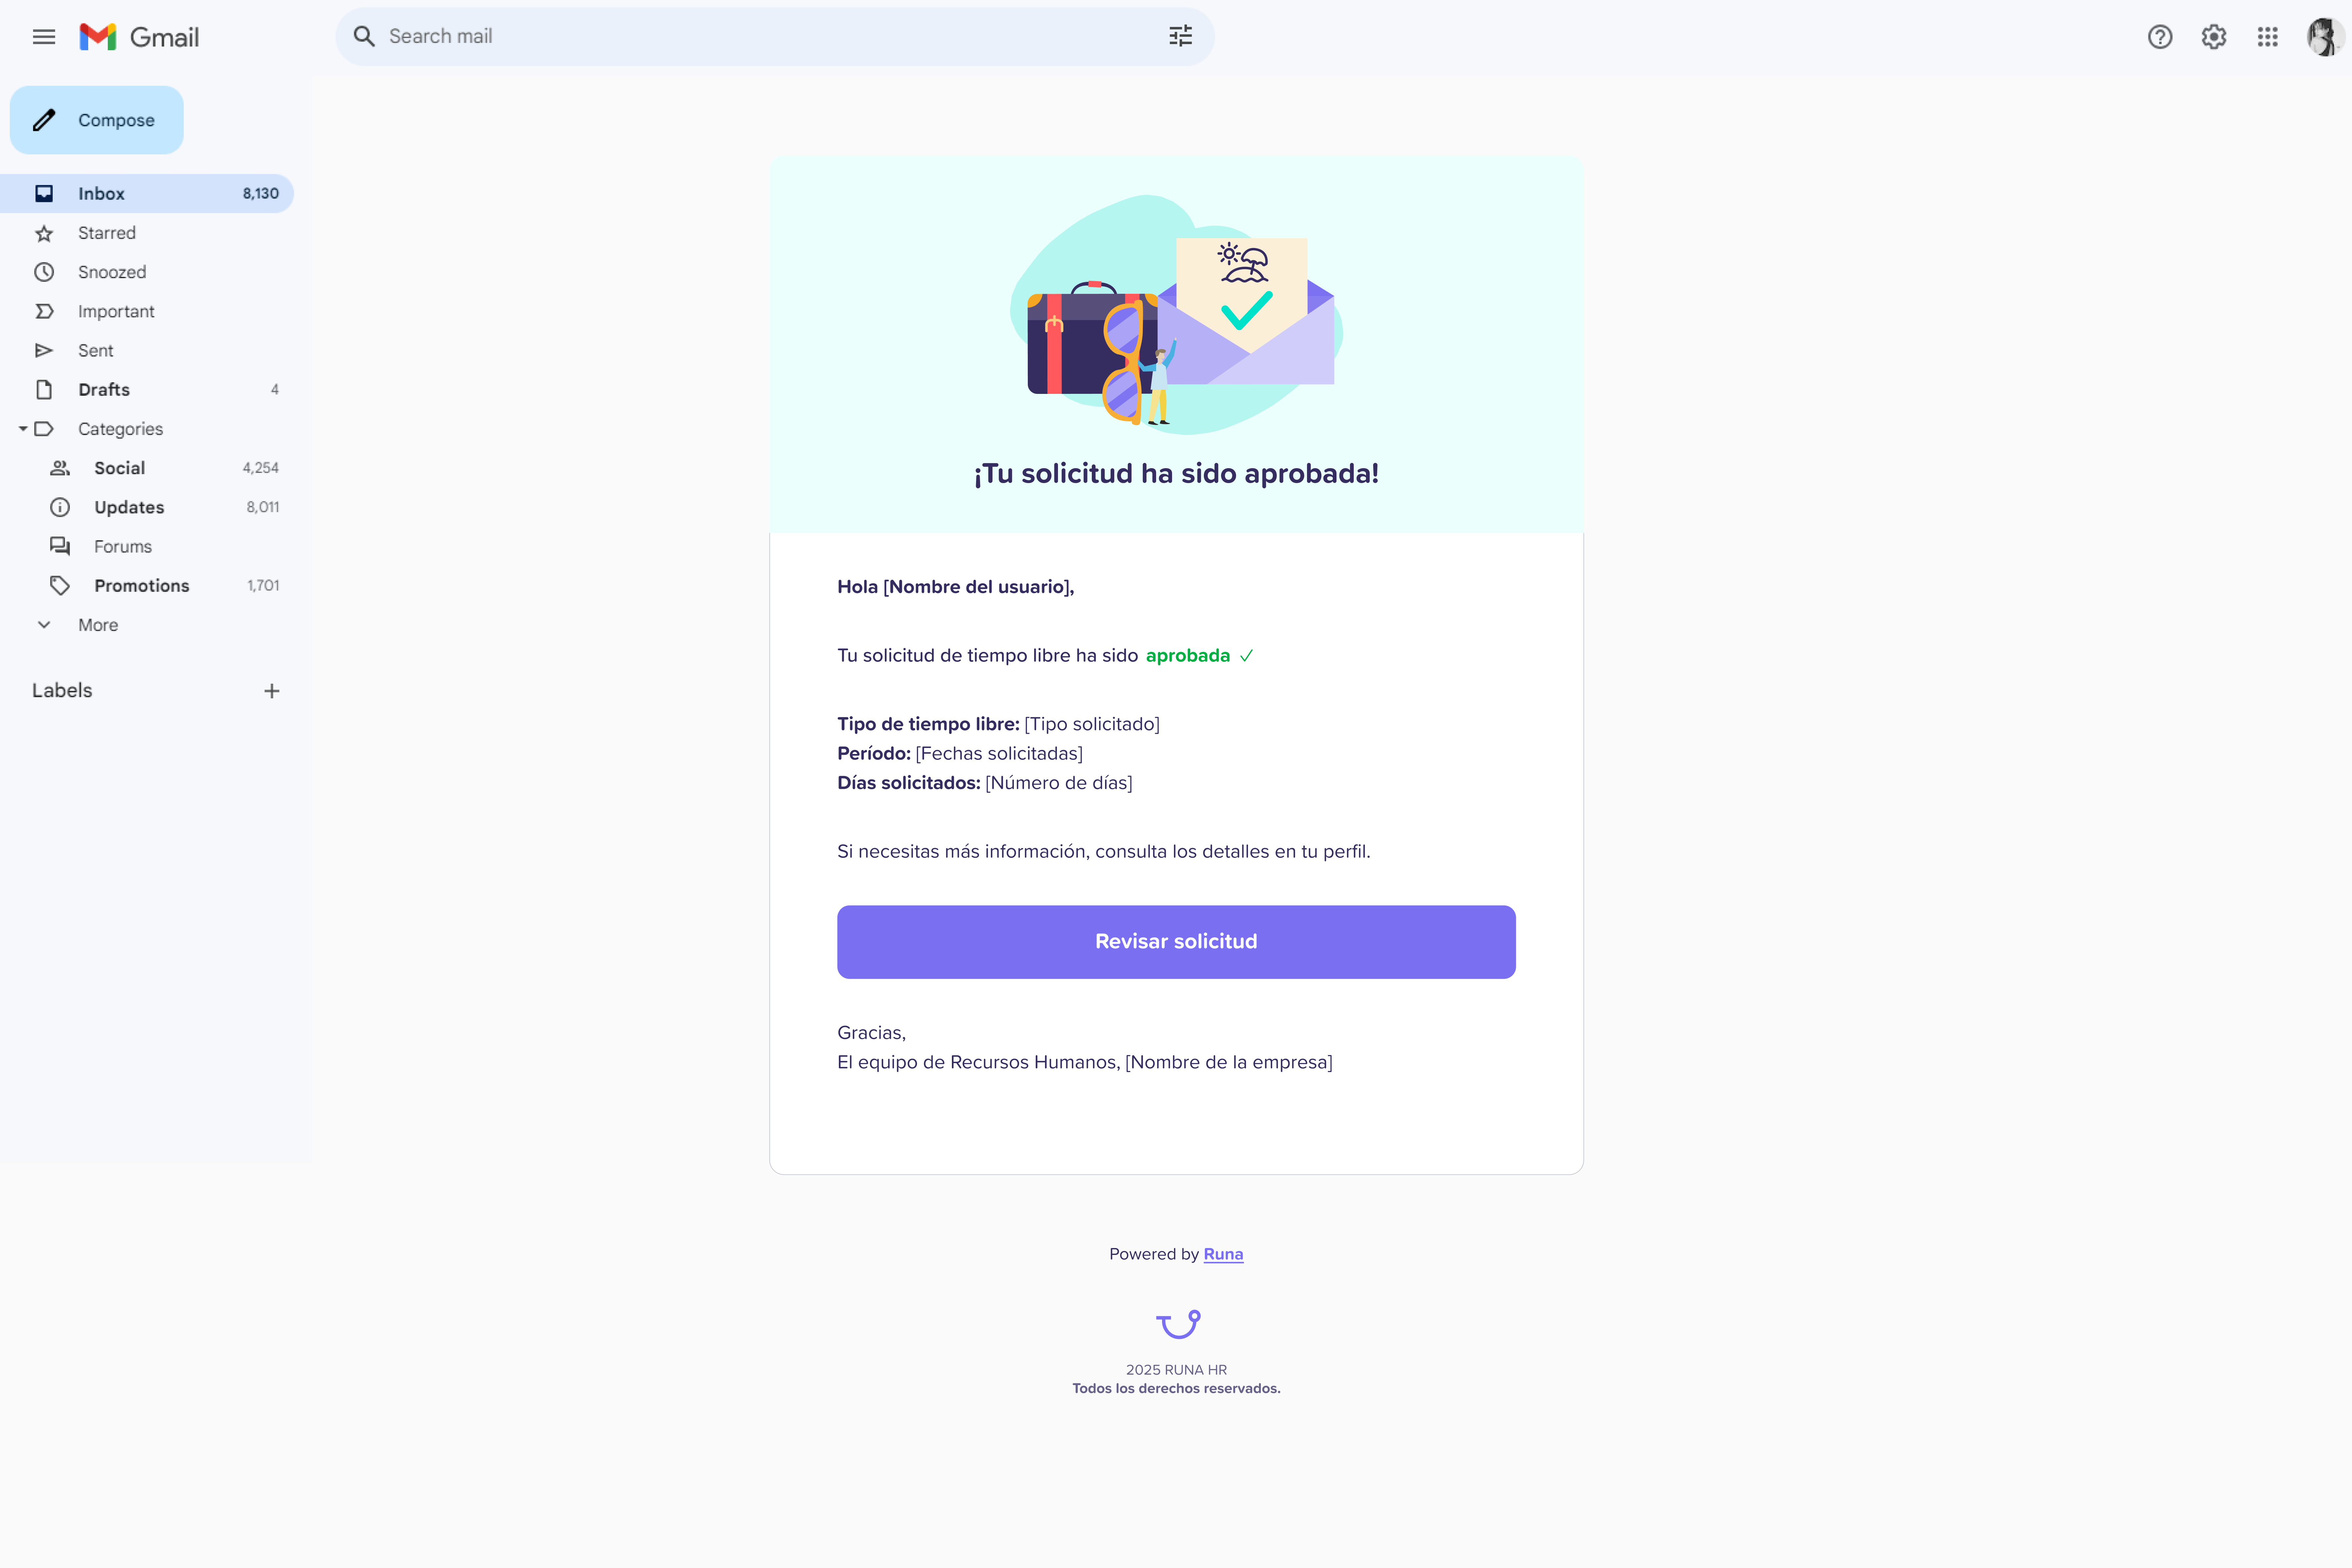 Gmail
Search mail
Compose
Inbox 8,130
Starred
Snoozed
Important
Sent
Drafts 4
Categories
Social 4,254
Updates 8,011
Forums
Promotions 1,701
More
Labels
¡Tu solicitud ha sido aprobada!
Hola [Nombre del usuario],
Tu solicitud de tiempo libre ha sido aprobada ✓
Tipo de tiempo libre: [Tipo solicitado]
Período: [Fechas solicitadas]
Días solicitados: [Número de días]
Si necesitas más información, consulta los detalles en tu perfil.
Revisar solicitud
Gracias,
El equipo de Recursos Humanos, [Nombre de la empresa]
Powered by Runa
2025 RUNA HR
Todos los derechos reservados.